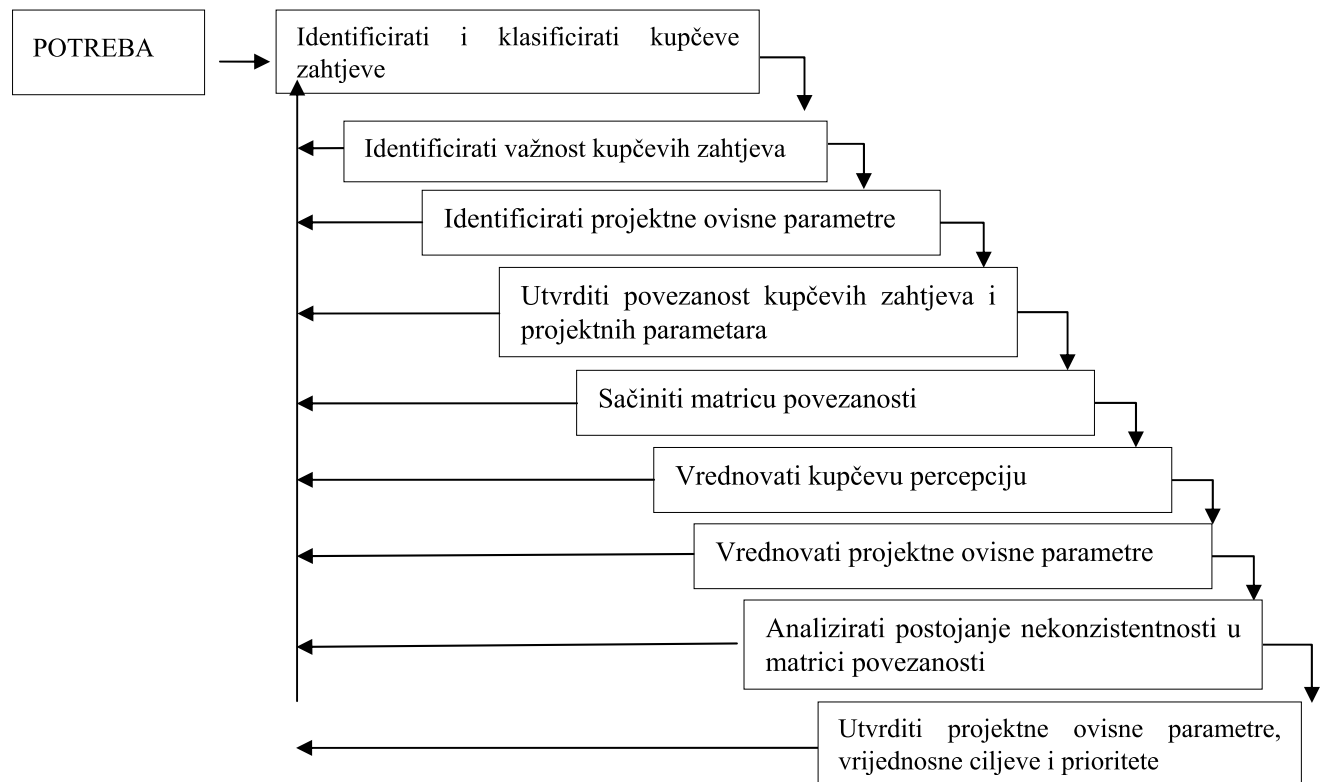 POTREBA
Identificirati i klasificirati kupčeve
zahtjeve
Identificirati važnost kupčevih zahtjeva
Identificirati projektne ovisne parametre
Utvrditi povezanost kupčevih zahtjeva i
projektnih parametara
Sačiniti matricu povezanosti
Vrednovati kupčevu percepciju
Vrednovati projektne ovisne parametre
Analizirati postojanje nekonzistentnosti u
matrici povezanosti
Utvrditi projektne ovisne parametre,
vrijednosne ciljeve i prioritete